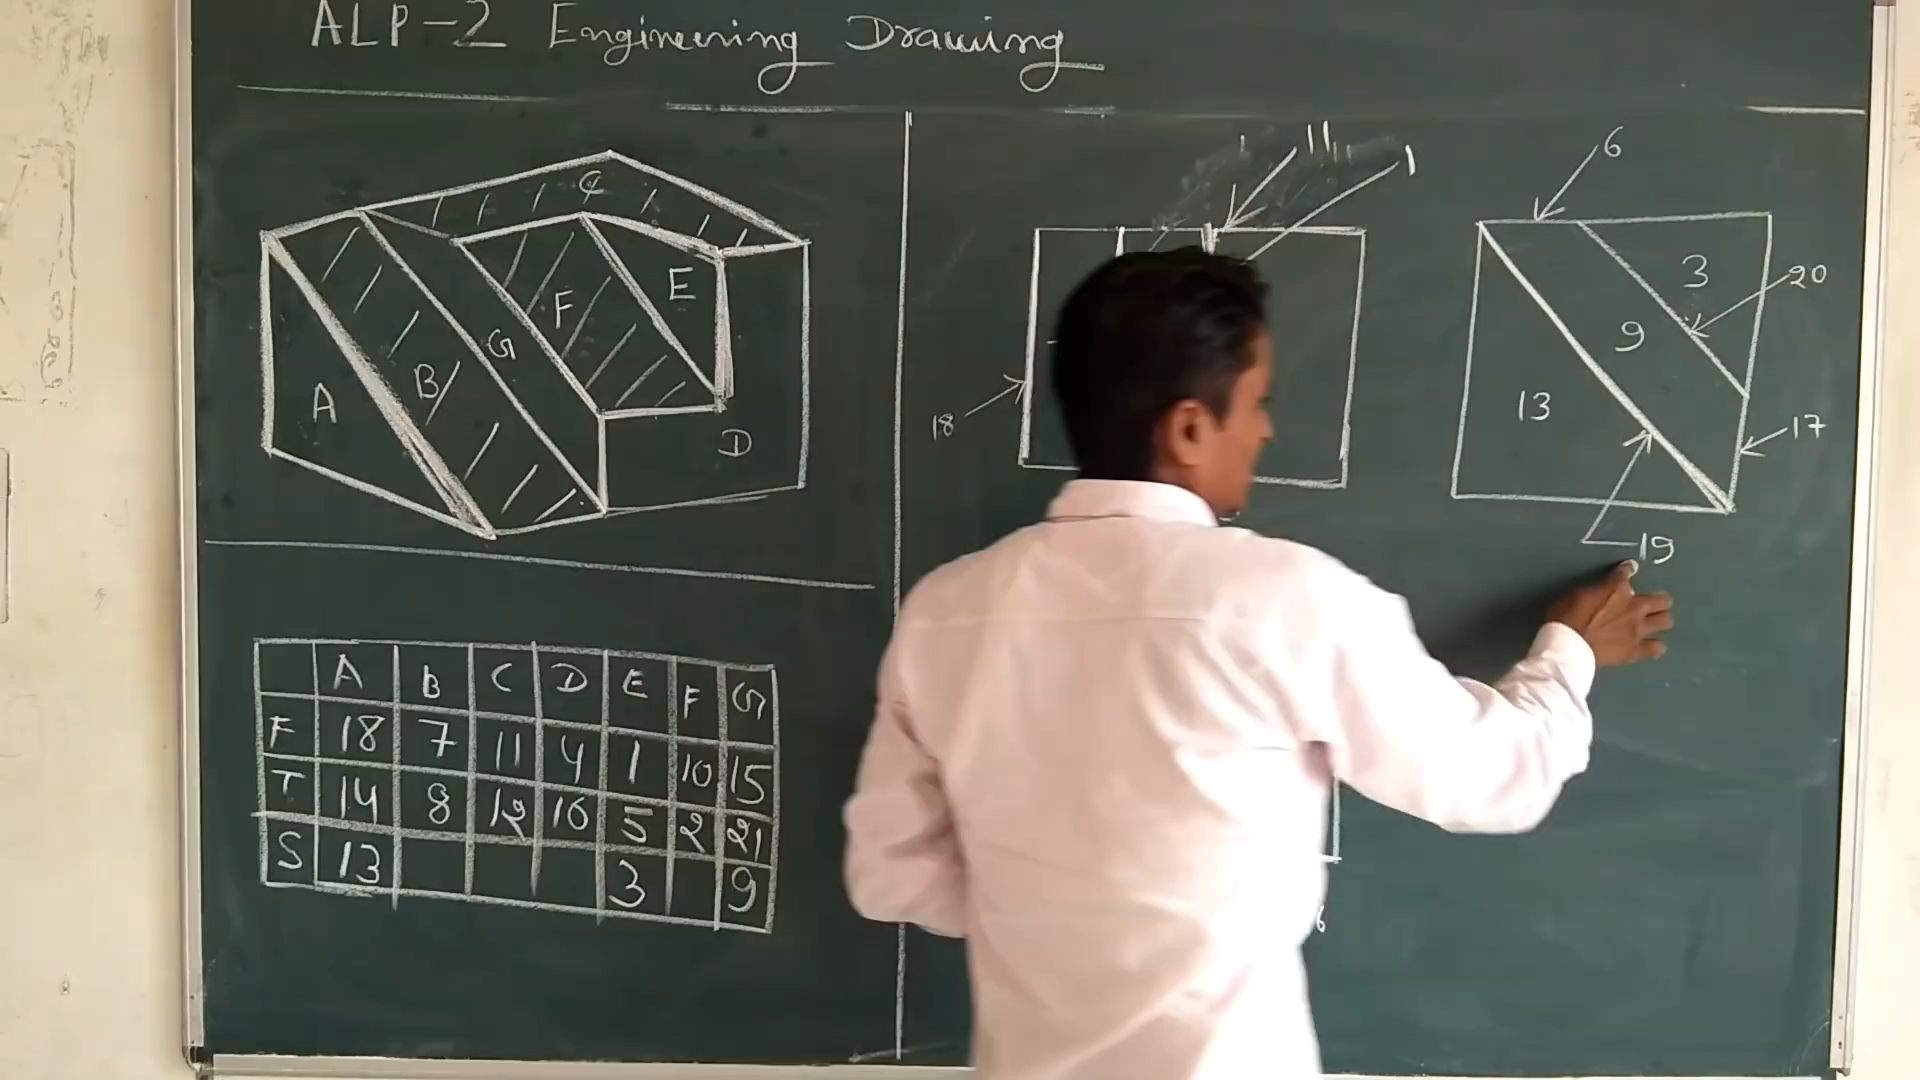 ALP-2 Engineering Drawing
C
F
E
G
B
A
D
A B C D E F G
F 18 7 11 4 1 10 15
T 14 8 12 16 5 2 21
S 13 3 9
11
1
18
6
3
20
9
13
17
19
6